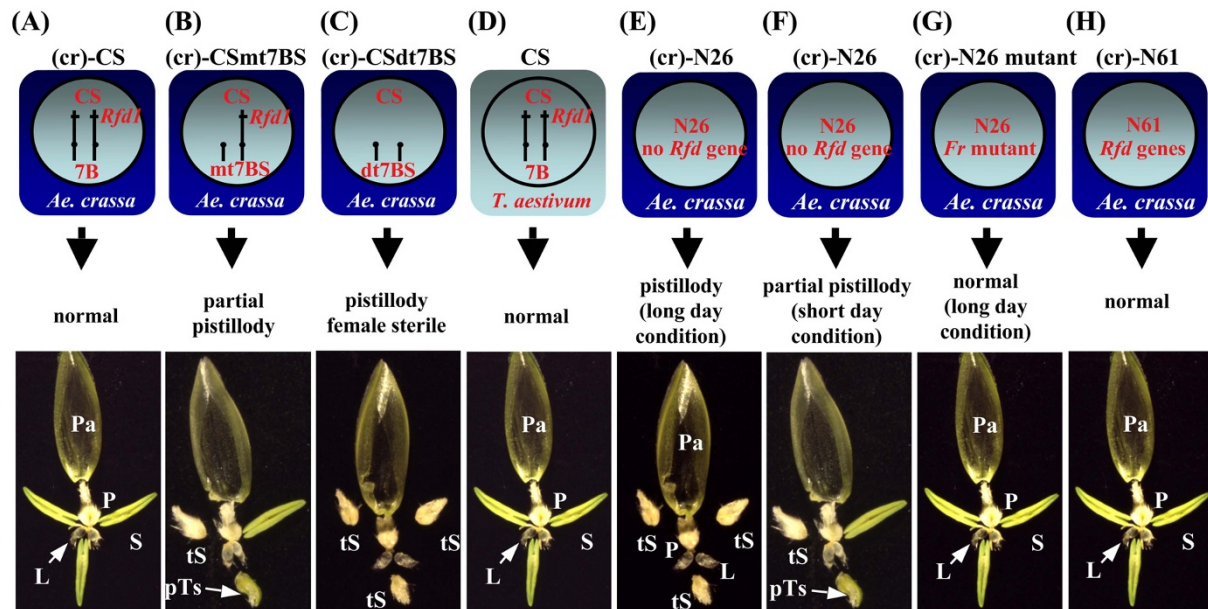 (A) (B) (C) (D) (E) (F) (G) (H)
(cr)-CS (cr)-CSmt7BS (cr)-CSdt7BS CS (cr)-N26 (cr)-N26 (cr)-N26 mutant (cr)-N61
CS
Rfd1
7B
Ae. crassa
CS
Rfd1
mt7BS
Ae. crassa
CS
dt7BS
Ae. crassa
CS
Rfd1
7B
T. aestivum
N26
no Rfd gene
Ae. crassa
N26
no Rfd gene
Ae. crassa
N26
Fr mutant
Ae. crassa
N61
Rfd genes
Ae. crassa
normal
partial
pistillody
pistillody
female sterile
normal
pistillody
(long day
condition)
partial pistillody
(short day
condition)
normal
(long day
condition)
normal
Pa
P
S
L
tS
pTs
tS
tS
tS
Pa
P
S
L
Pa
tS
P
tS
L
tS
tS
pTs
Pa
P
S
L
Pa
P
S
L